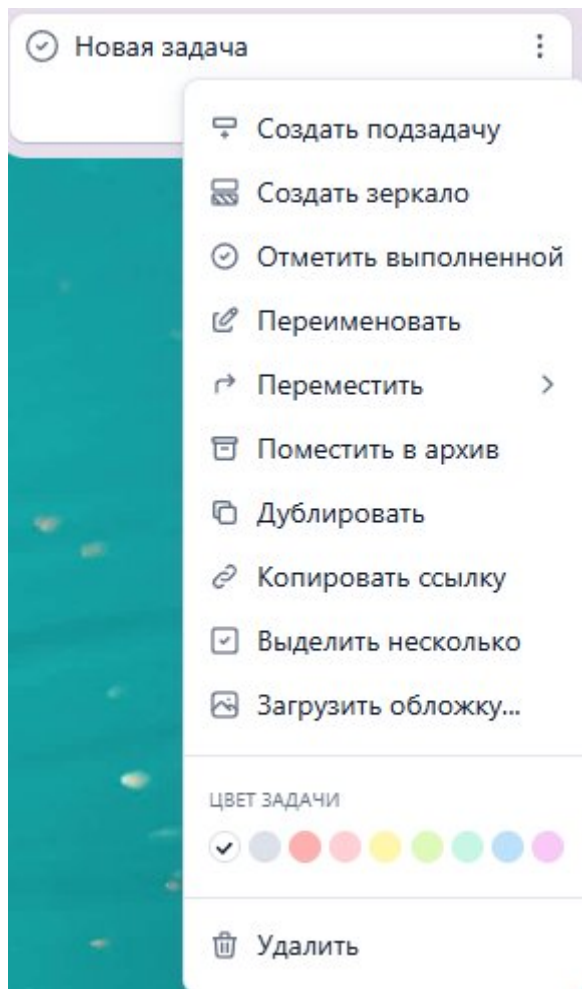 Новая задача
Создать подзадачу
Создать зеркало
Отметить выполненной
Переименовать
Переместить
Поместить в архив
Дублировать
Копировать ссылку
Выделить несколько
Загрузить обложку...
ЦВЕТ ЗАДАЧИ
Удалить